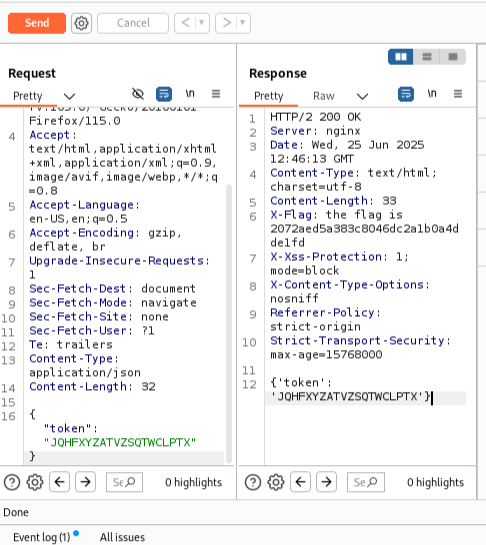 Send Cancel < > 
Request
Pretty \n
Firefox/115.0
4 Accept:
text/html,application/xhtml
+xml,application/xml;q=0.9,
image/avif,image/webp,*/*;q
=0.8
5 Accept-Language:
en-US,en;q=0.5
6 Accept-Encoding: gzip,
deflate, br
7 Upgrade-Insecure-Requests:
1
8 Sec-Fetch-Dest: document
9 Sec-Fetch-Mode: navigate
10 Sec-Fetch-Site: none
11 Sec-Fetch-User: ?1
12 Te: trailers
13 Content-Type:
application/json
14 Content-Length: 32
15
16 {
"token":
"JQHFXYZATVZSQTWCLPTX"
}
Se 0 highlights
Response
Pretty Raw \n
1 HTTP/2 200 OK
2 Server: nginx
3 Date: Wed, 25 Jun 2025
12:46:13 GMT
4 Content-Type: text/html;
charset=utf-8
5 Content-Length: 33
6 X-Flag: the flag is
2072aed5a383c8046dc2a1b0a4d
de1fd
7 X-Xss-Protection: 1;
mode=block
8 X-Content-Type-Options:
nosniff
9 Referrer-Policy:
strict-origin
10 Strict-Transport-Security:
max-age=15768000
11
12 {'token':
'JQHFXYZATVZSQTWCLPTX'}
Se 0 highlights
Done
Event log (1) All issues